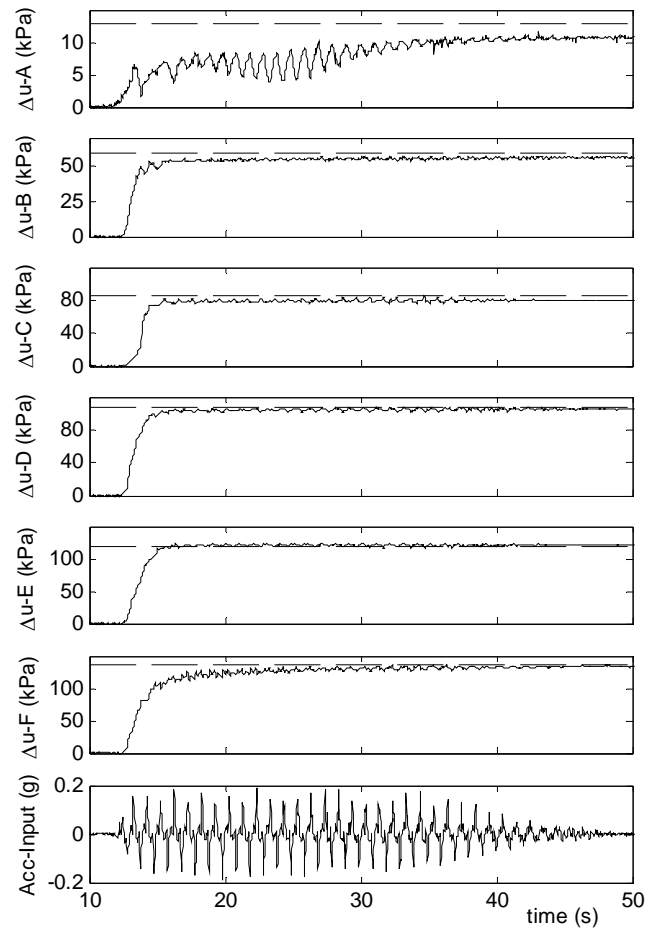 10
5
0
Δu-A (kPa)
50
25
0
Δu-B (kPa)
80
40
0
Δu-C (kPa)
80
40
0
Δu-D (kPa)
100
50
0
Δu-E (kPa)
100
50
0
Δu-F (kPa)
0.2
0
-0.2
Acc-Input (g)
10 20 30 40 50
time (s)